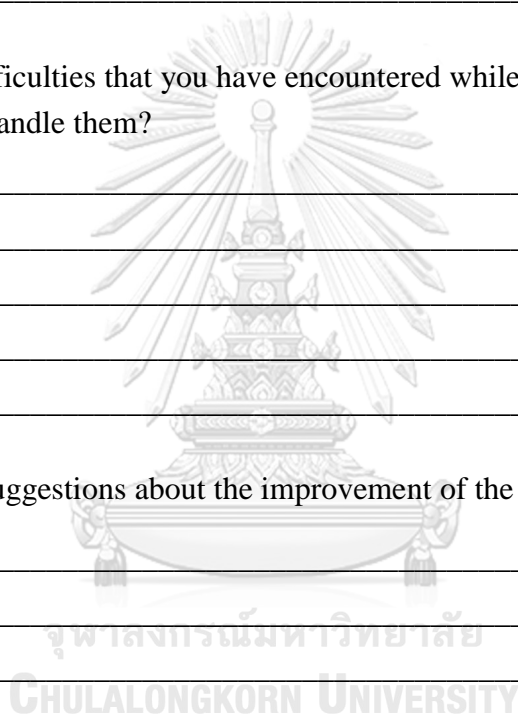 ficulties that you have encountered while
andle them?
uggestions about the improvement of the
จุฬาลงกรณ์มหาวิทยาลัย
CHULALONGKORN UNIVERSITY